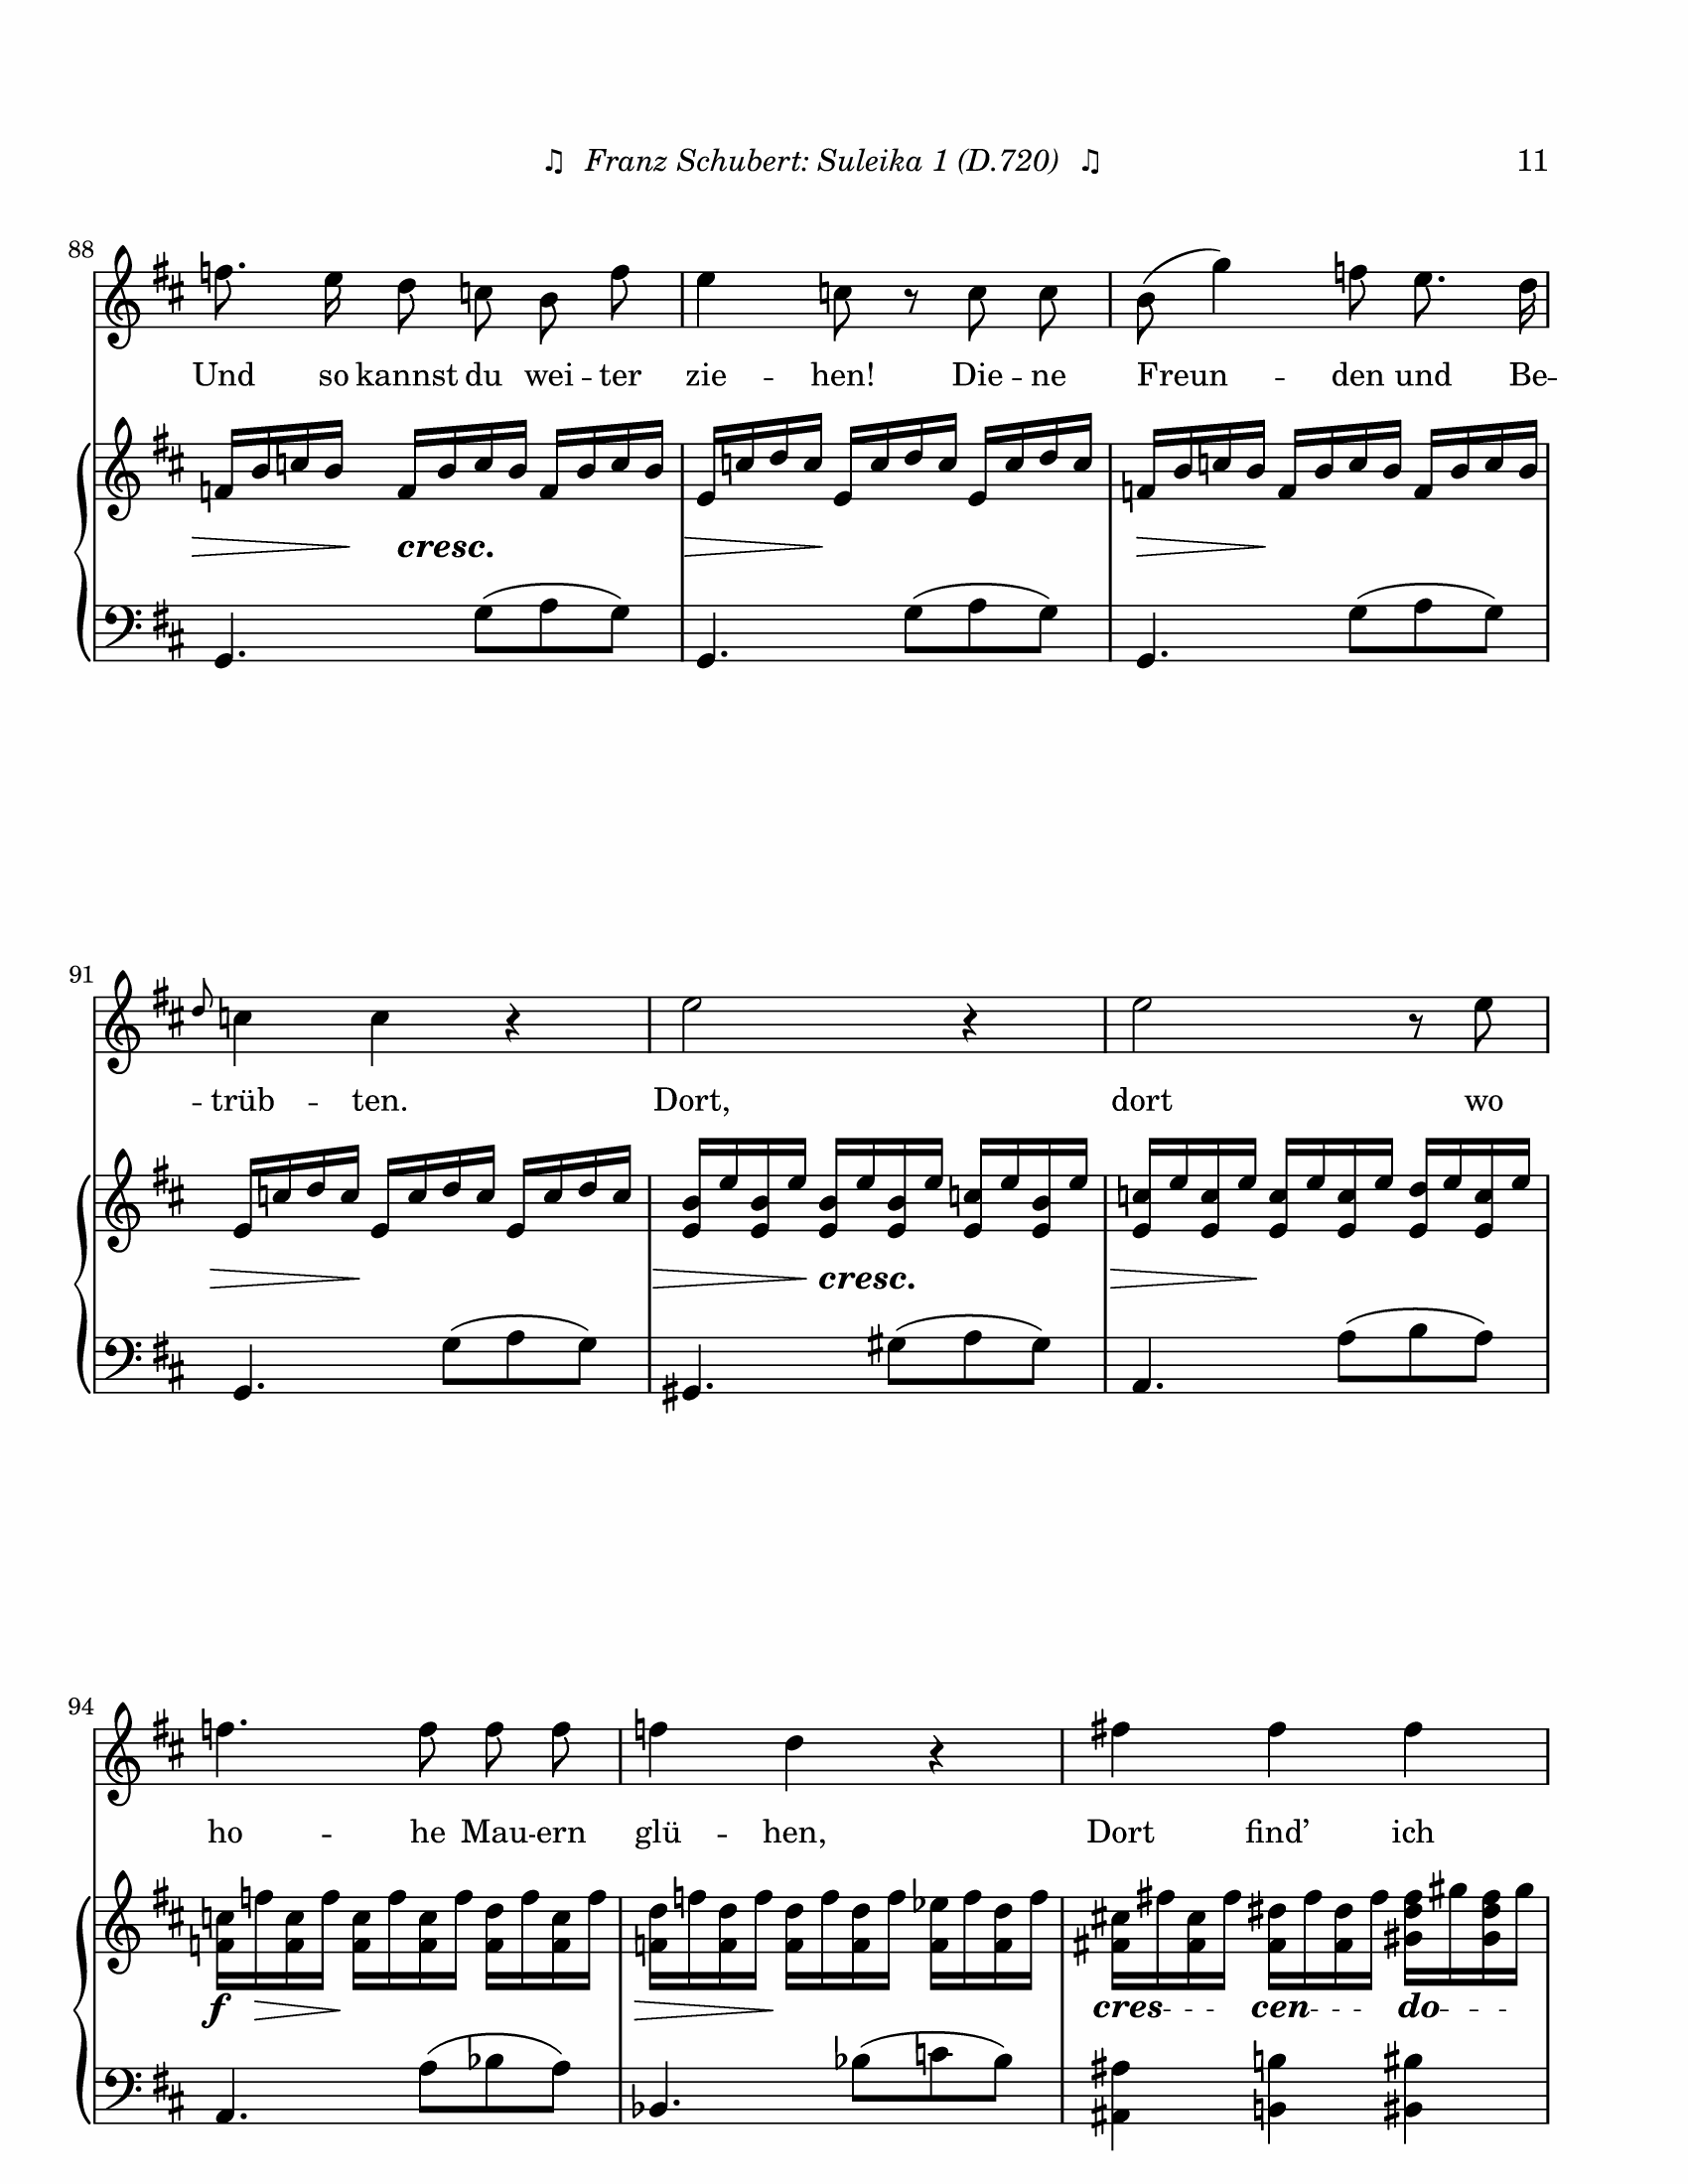 ♫ Franz Schubert: Suleika 1 (D.720) ♫ 11
88
Und so kannst du wei - ter zie - hen! Die - ne Freun - den und Be -
cresc.
91
- trüb - ten. Dort, dort wo
cresc.
94
ho - he Mau - ern glü - hen, Dort find’ ich
f cres - - - cen - - - do - - -